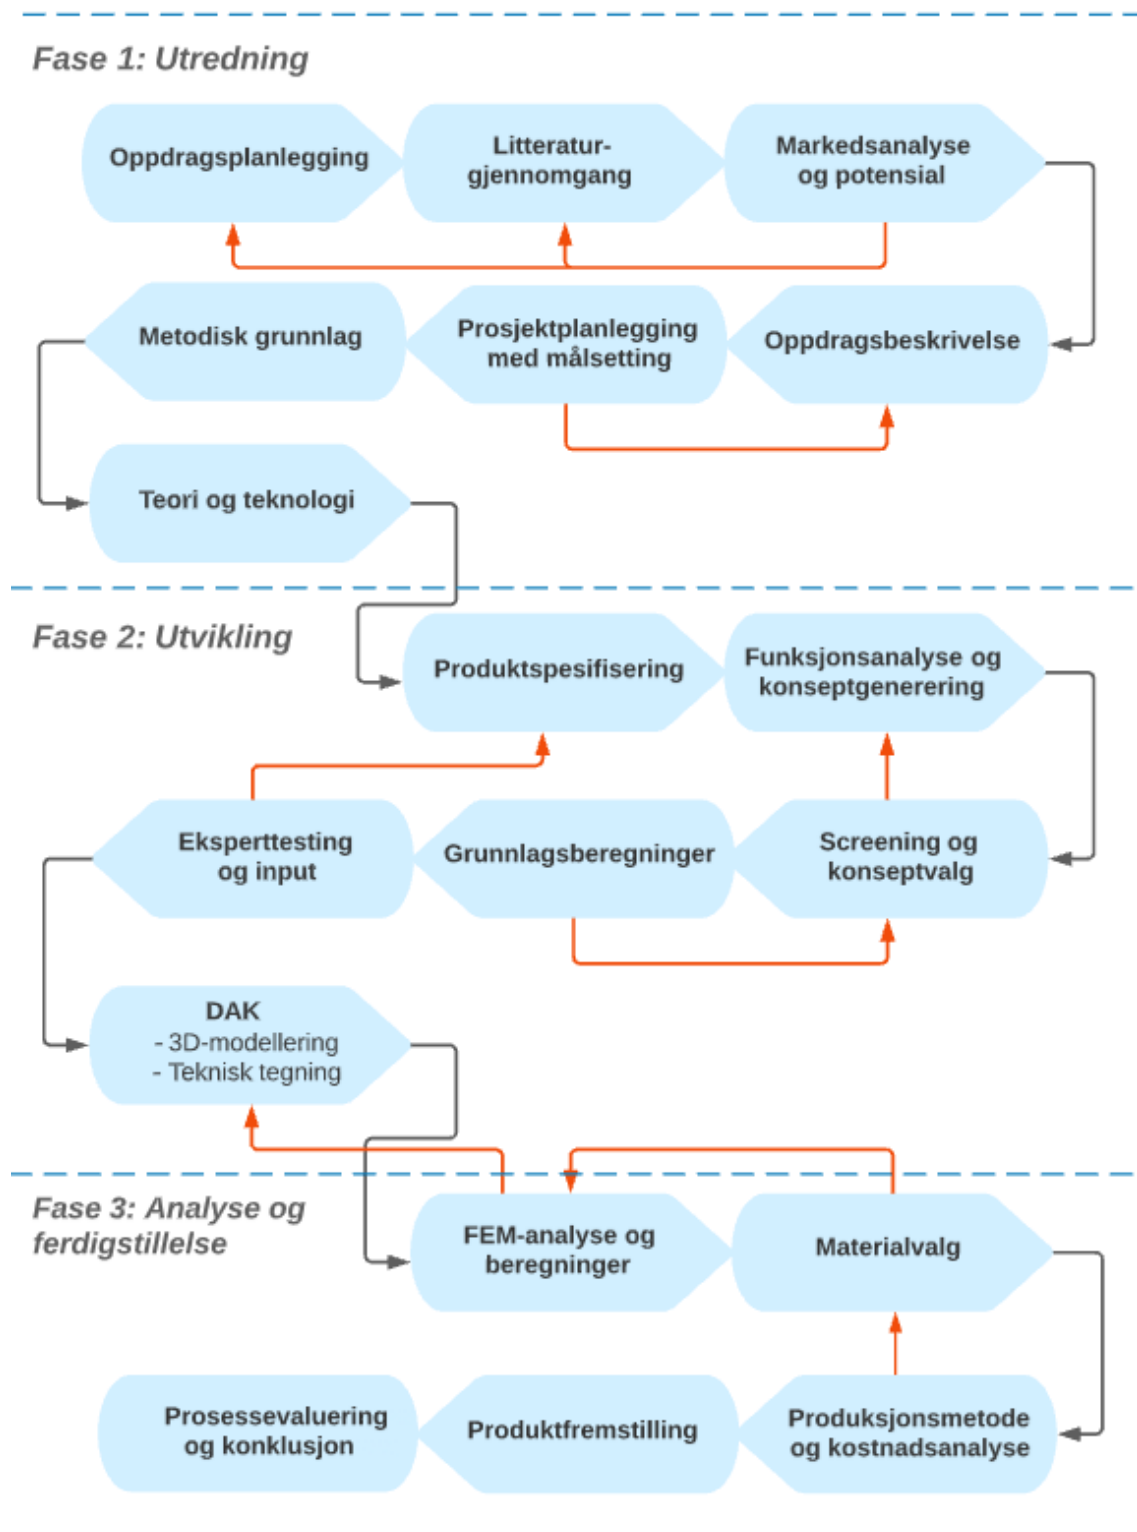 Fase 1: Utredning
Oppdragsplanlegging
Litteratur-
gjennomgang
Markedsanalyse
og potensial
Oppdragsbeskrivelse
Prosjektplanlegging
med målsetting
Metodisk grunnlag
Teori og teknologi
Fase 2: Utvikling
Produktspesifisering
Funksjonsanalyse og
konseptgenerering
Screening og
konseptvalg
Grunnlagsberegninger
Eksperttesting
og input
DAK
- 3D-modellering
- Teknisk tegning
Fase 3: Analyse og
ferdigstillelse
FEM-analyse og
beregninger
Materialvalg
Produksjonsmetode
og kostnadsanalyse
Produktfremstilling
Prosessevaluering
og konklusjon